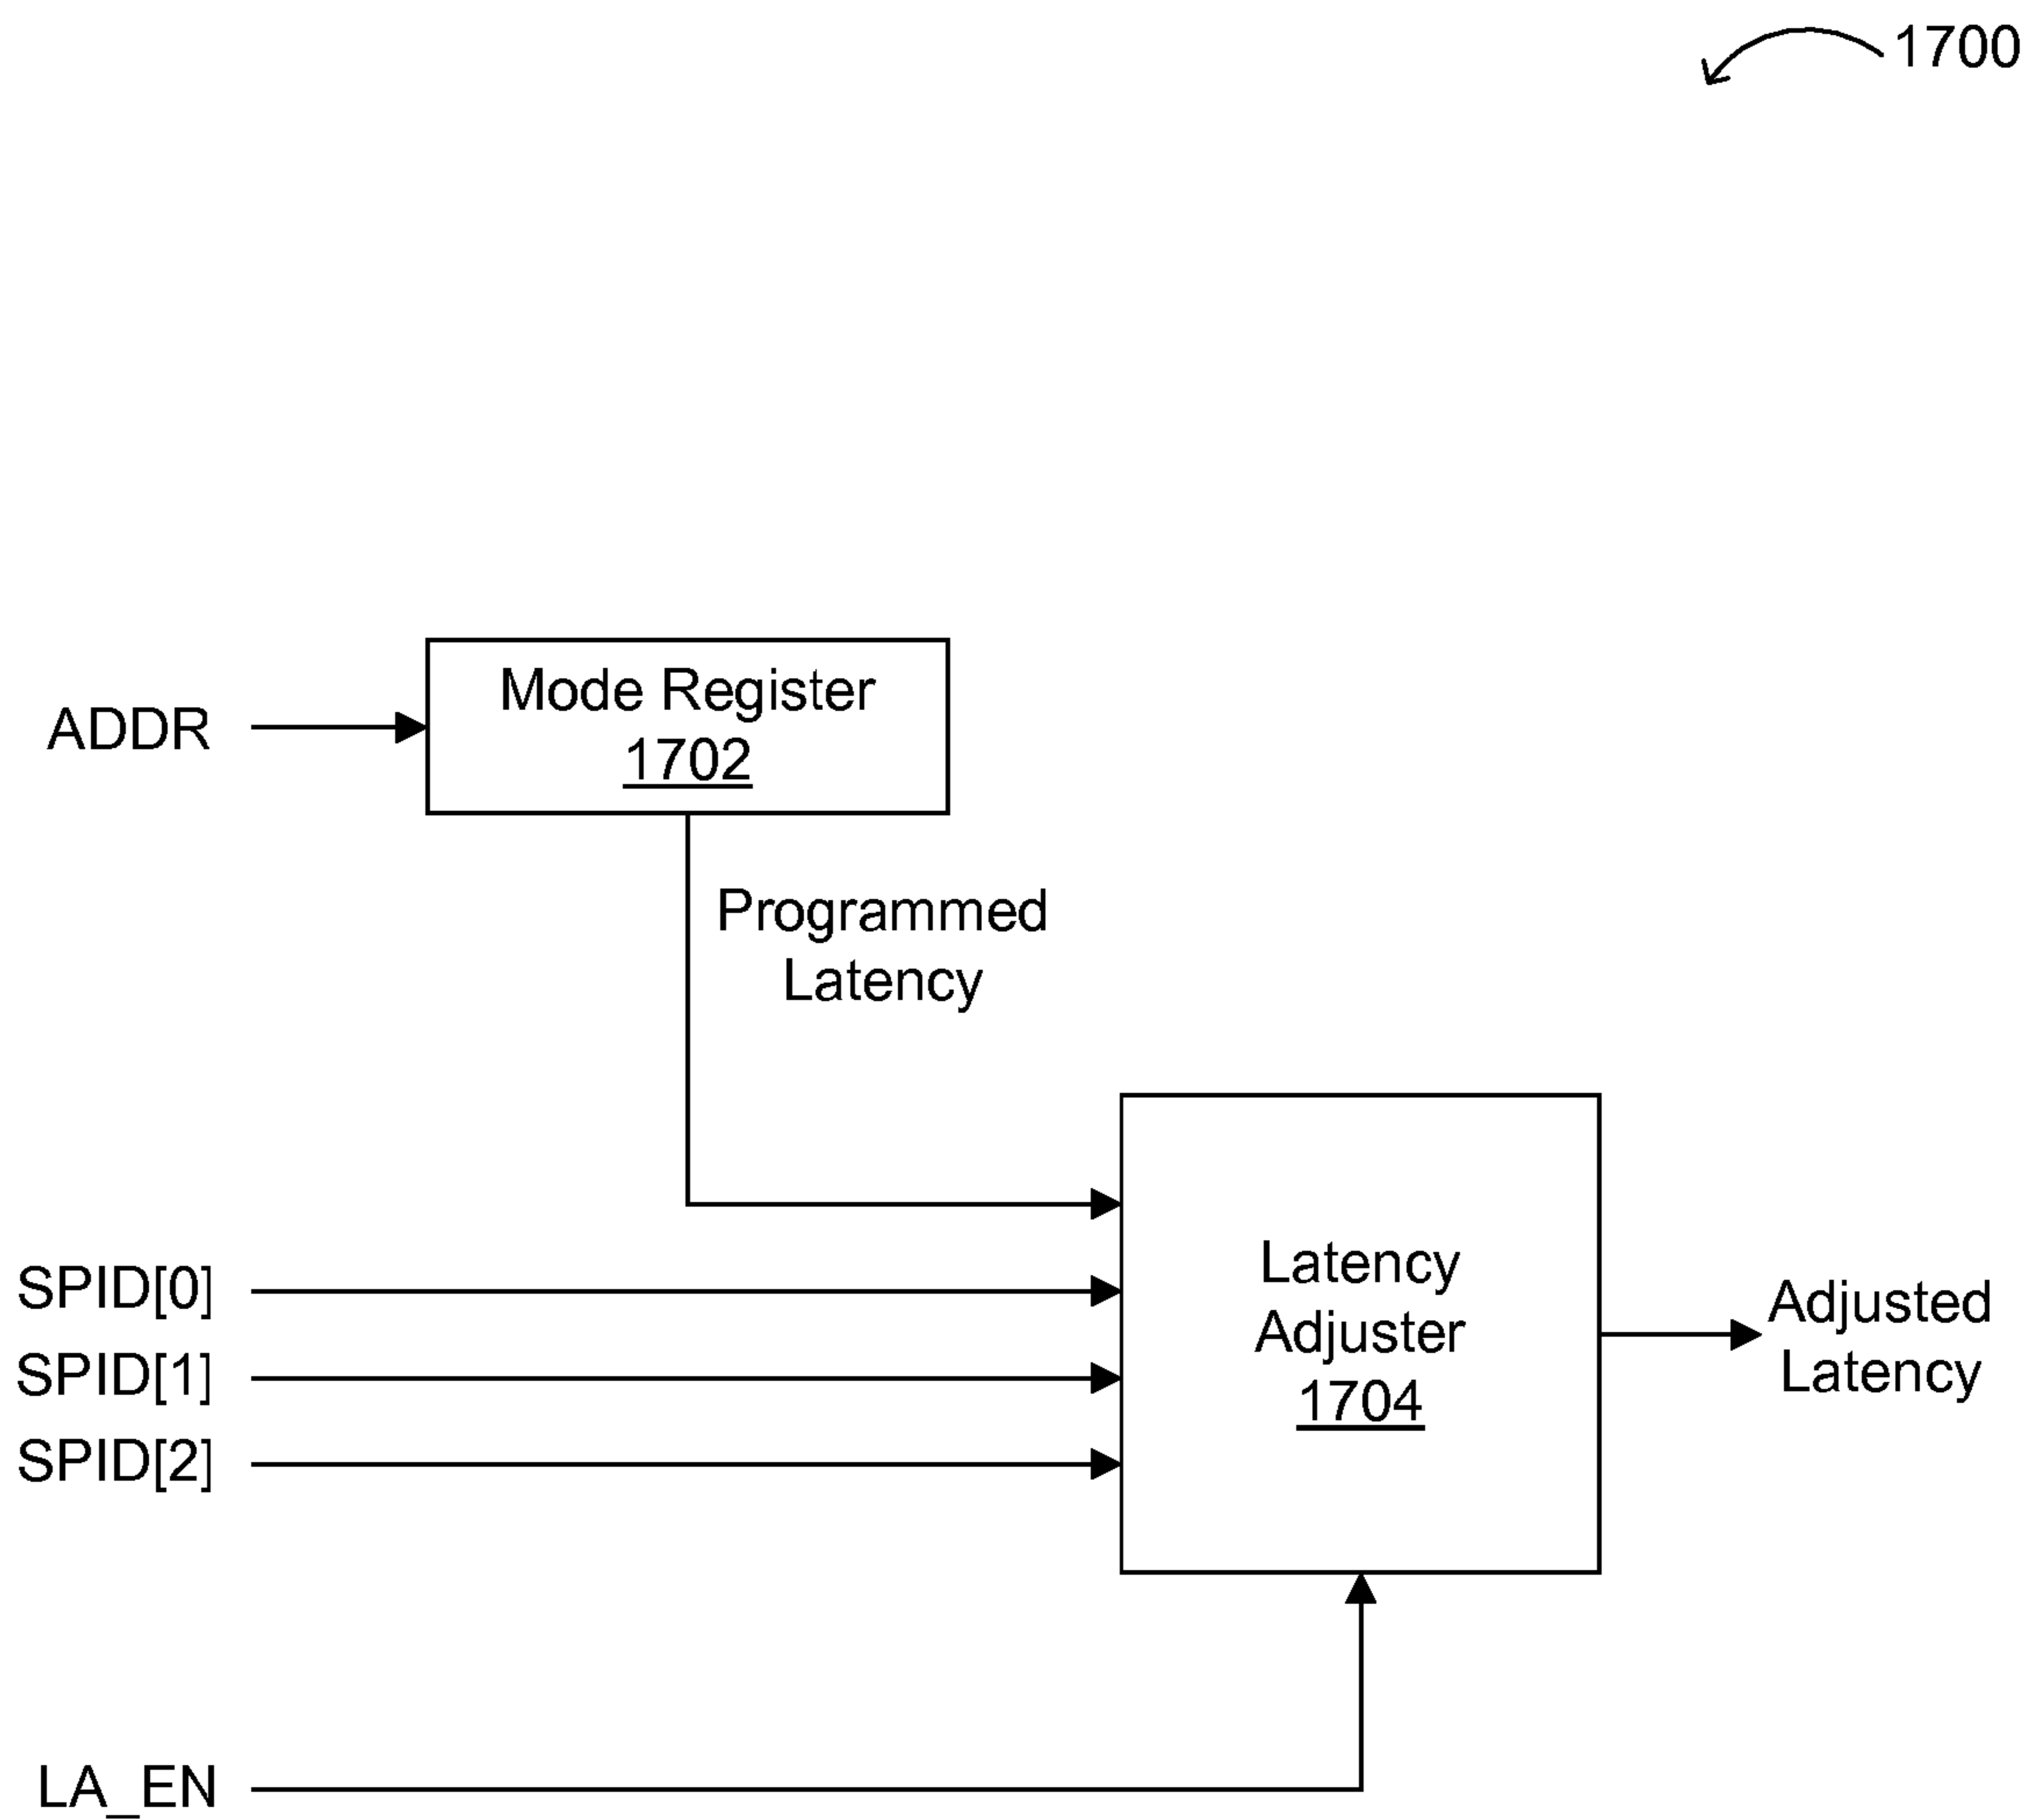 1700
Mode Register
1702
ADDR
Programmed
Latency
Latency
Adjuster
1704
SPID[0]
SPID[1]
SPID[2]
Adjusted
Latency
LA_EN